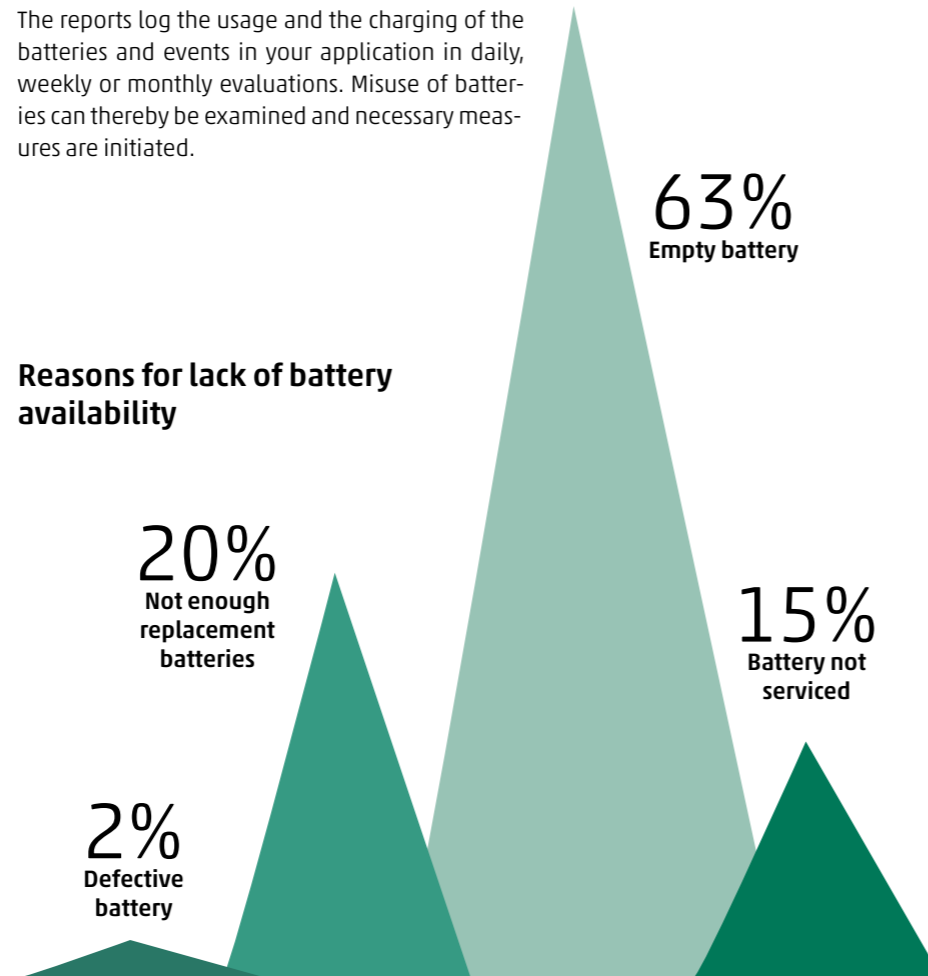 The reports log the usage and the charging of the
batteries and events in your application in daily,
weekly or monthly evaluations. Misuse of batter-
ies can thereby be examined and necessary meas-
ures are initiated.
63%
Empty battery
Reasons for lack of battery
availability
20%
Not enough
replacement
batteries
15%
Battery not
serviced
2%
Defective
battery